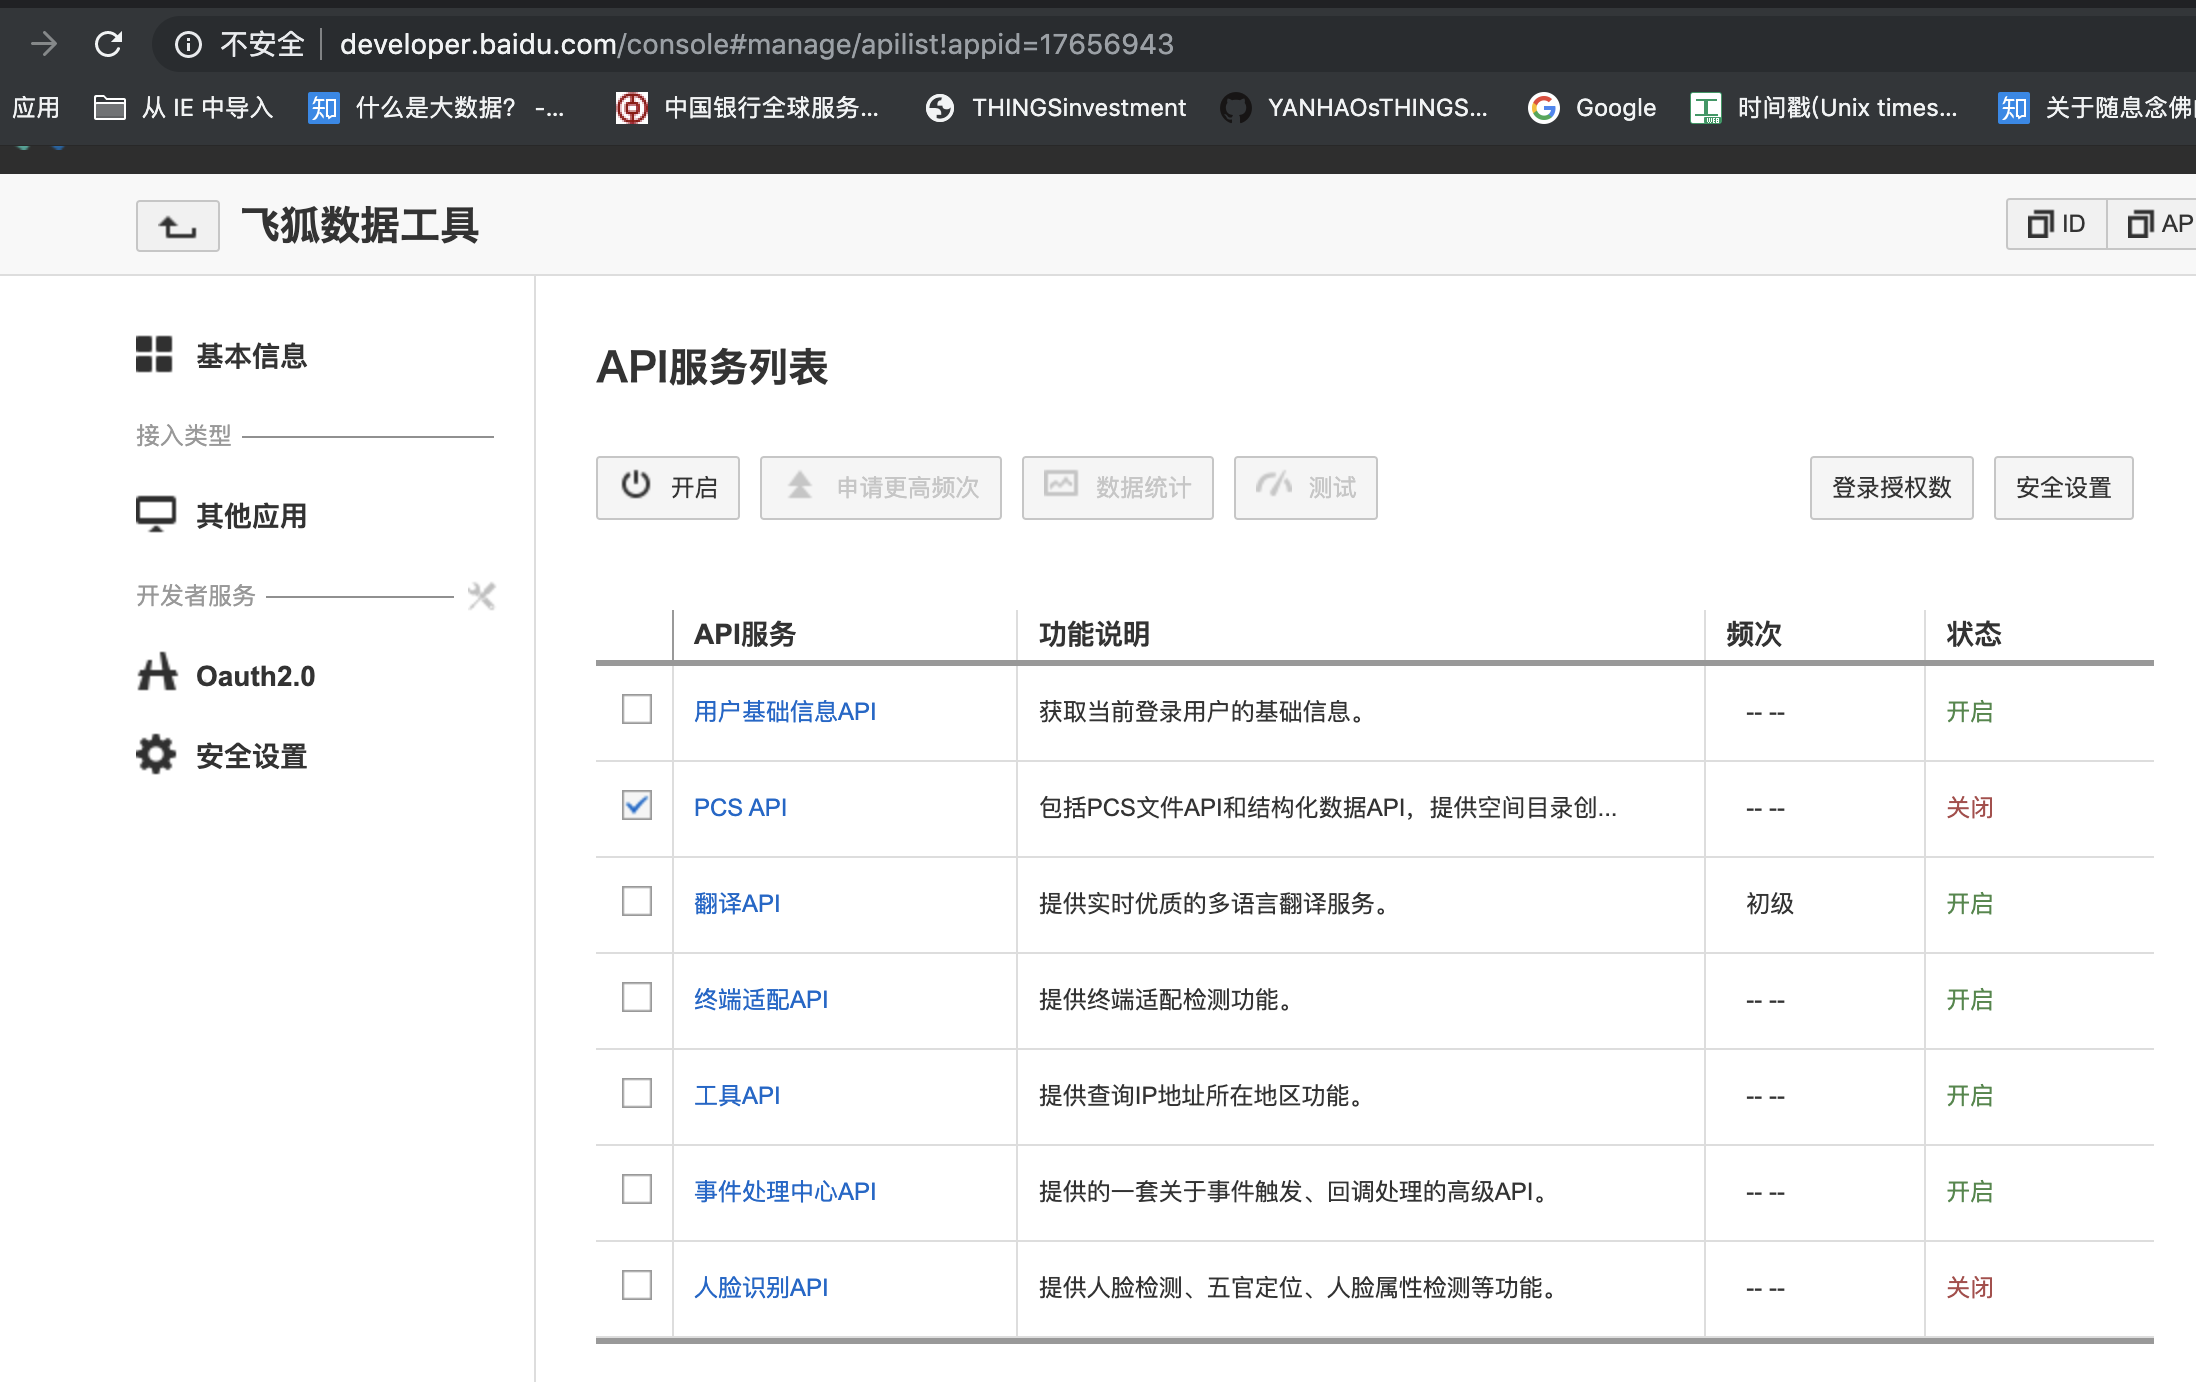 不安全 developer.baidu.com/console#manage/apilist!appid=17656943
应用 从 IE 中导入 知 什么是大数据? -... 中国银行全球服务... THINGSinvestment YANHAOsTHINGS... Google 工 时间戳(Unix times... 知 关于随息念佛
飞狐数据工具 ID AP
基本信息
接入类型
其他应用
开发者服务
Oauth2.0
安全设置
API服务列表
开启 申请更高频次 数据统计 测试 登录授权数 安全设置
API服务 功能说明 频次 状态
用户基础信息API 获取当前登录用户的基础信息。 -- -- 开启
PCS API 包括PCS文件API和结构化数据API，提供空间目录创... -- -- 关闭
翻译API 提供实时优质的多语言翻译服务。 初级 开启
终端适配API 提供终端适配检测功能。 -- -- 开启
工具API 提供查询IP地址所在地区功能。 -- -- 开启
事件处理中心API 提供的一套关于事件触发、回调处理的高级API。 -- -- 开启
人脸识别API 提供人脸检测、五官定位、人脸属性检测等功能。 -- -- 关闭